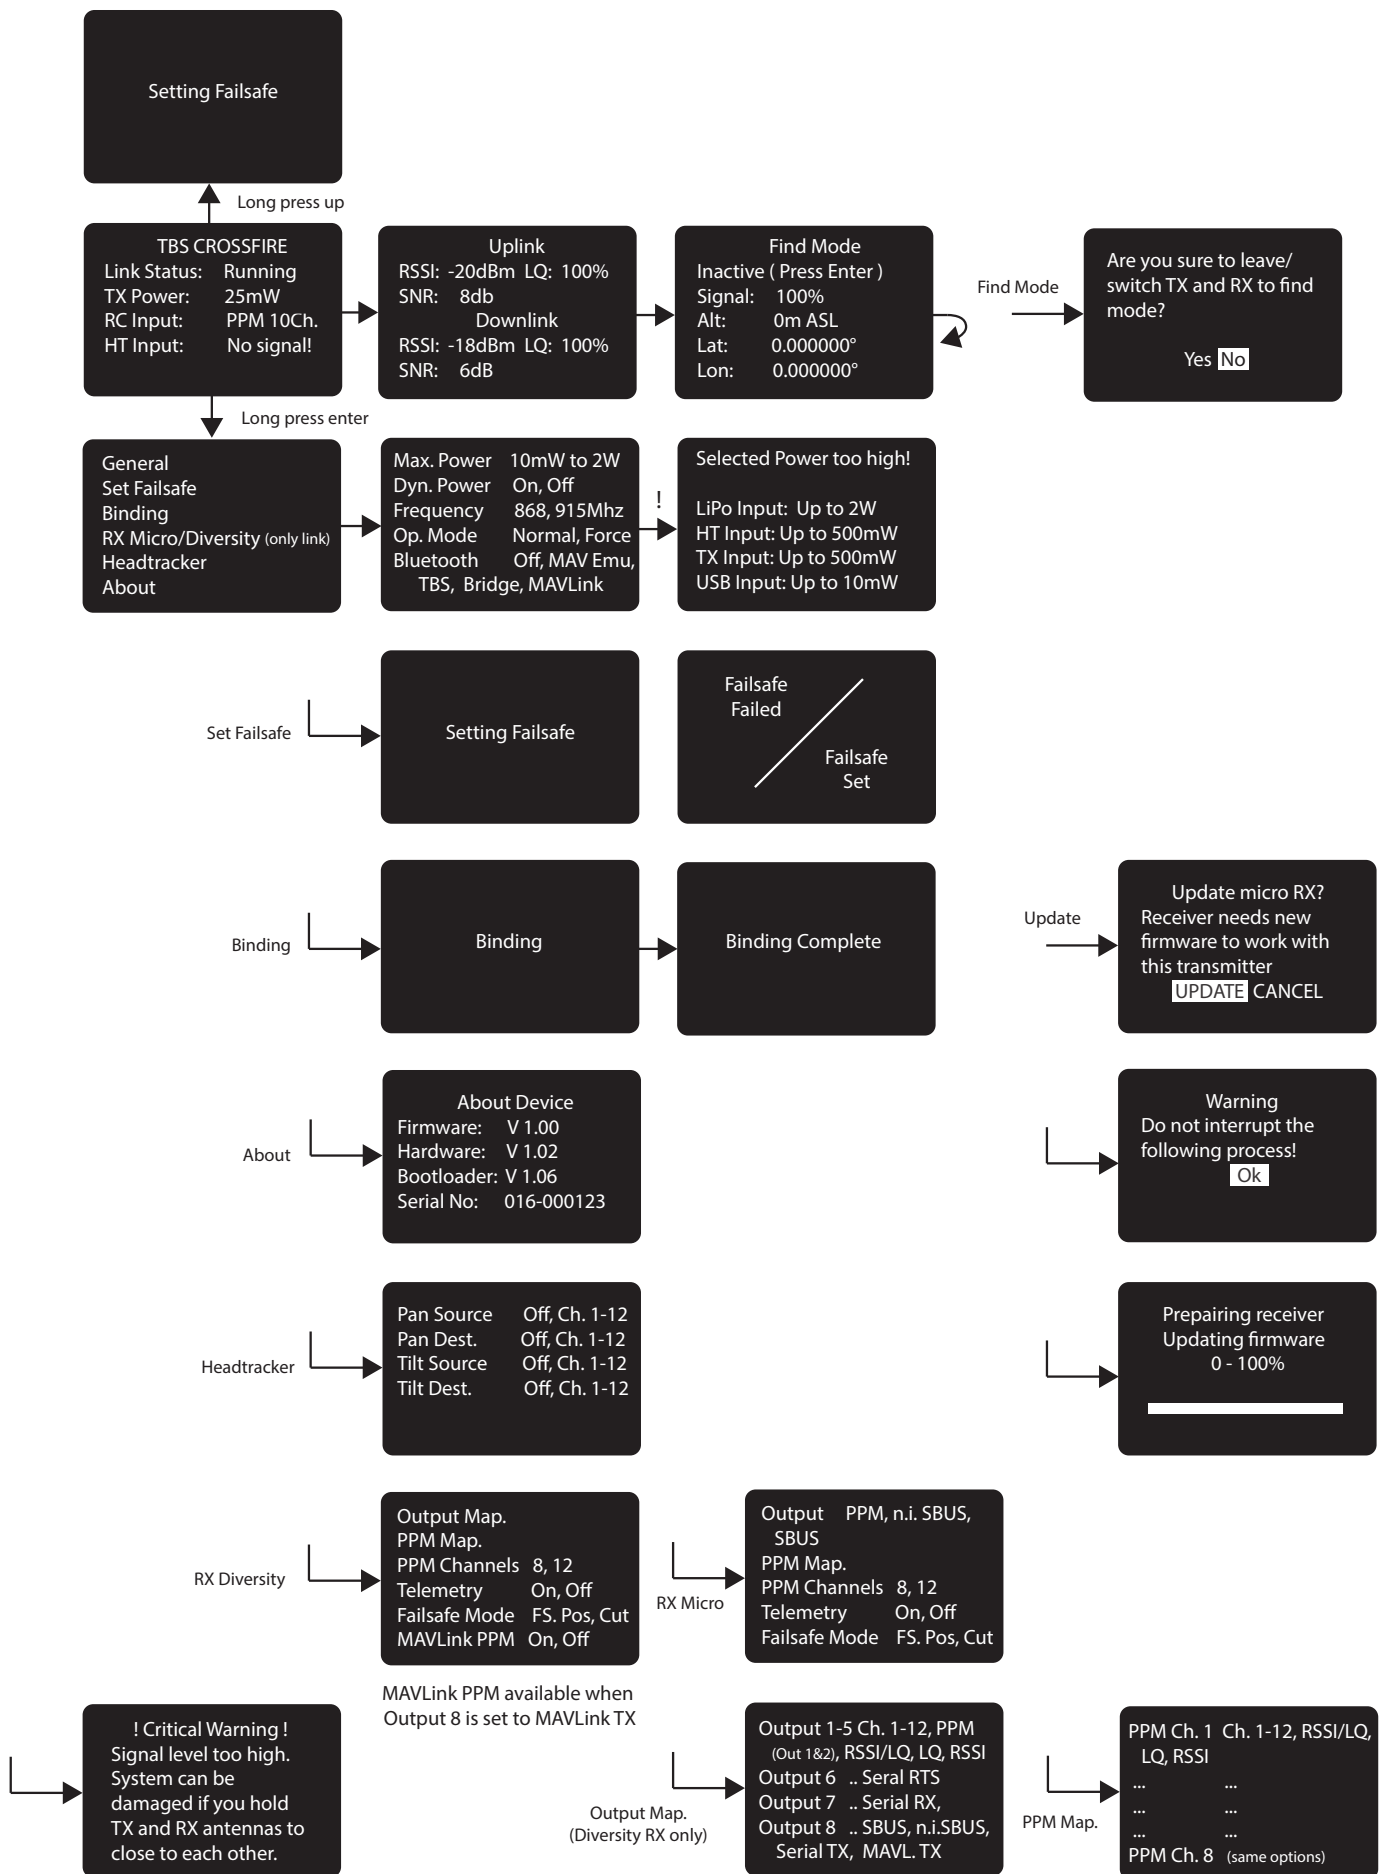 Setting Failsafe
Long press up
TBS CROSSFIRE
Link Status: Running
TX Power: 25mW
RC Input: PPM 10Ch.
HT Input: No signal!
Uplink
RSSI: -20dBm LQ: 100%
SNR: 8db
Downlink
RSSI: -18dBm LQ: 100%
SNR: 6dB
Find Mode
Inactive ( Press Enter )
Signal: 100%
Alt: 0m ASL
Lat: 0.000000°
Lon: 0.000000°
Find Mode
Are you sure to leave/
switch TX and RX to find
mode?
Yes No
Long press enter
General
Set Failsafe
Binding
RX Micro/Diversity (only link)
Headtracker
About
Max. Power 10mW to 2W
Dyn. Power On, Off
Frequency 868, 915Mhz
Op. Mode Normal, Force
Bluetooth Off, MAV Emu,
TBS, Bridge, MAVLink
!
Selected Power too high!
LiPo Input: Up to 2W
HT Input: Up to 500mW
TX Input: Up to 500mW
USB Input: Up to 10mW
Set Failsafe
Setting Failsafe
Failsafe
Failed
Failsafe
Set
Binding
Binding
Binding Complete
Update
Update micro RX?
Receiver needs new
firmware to work with
this transmitter
UPDATE CANCEL
About
About Device
Firmware: V 1.00
Hardware: V 1.02
Bootloader: V 1.06
Serial No: 016-000123
Warning
Do not interrupt the
following process!
Ok
Headtracker
Pan Source Off, Ch. 1-12
Pan Dest. Off, Ch. 1-12
Tilt Source Off, Ch. 1-12
Tilt Dest. Off, Ch. 1-12
Prepairing receiver
Updating firmware
0 - 100%
RX Diversity
Output Map.
PPM Map.
PPM Channels 8, 12
Telemetry On, Off
Failsafe Mode FS. Pos, Cut
MAVLink PPM On, Off
MAVLink PPM available when
Output 8 is set to MAVLink TX
RX Micro
Output PPM, n.i. SBUS,
SBUS
PPM Map.
PPM Channels 8, 12
Telemetry On, Off
Failsafe Mode FS. Pos, Cut
! Critical Warning !
Signal level too high.
System can be
damaged if you hold
TX and RX antennas to
close to each other.
Output Map.
(Diversity RX only)
Output 1-5 Ch. 1-12, PPM
(Out 1&2), RSSI/LQ, LQ, RSSI
Output 6 .. Seral RTS
Output 7 .. Serial RX,
Output 8 .. SBUS, n.i.SBUS,
Serial TX, MAVL. TX
PPM Map.
PPM Ch. 1 Ch. 1-12, RSSI/LQ,
LQ, RSSI
... ...
... ...
... ...
PPM Ch. 8 (same options)